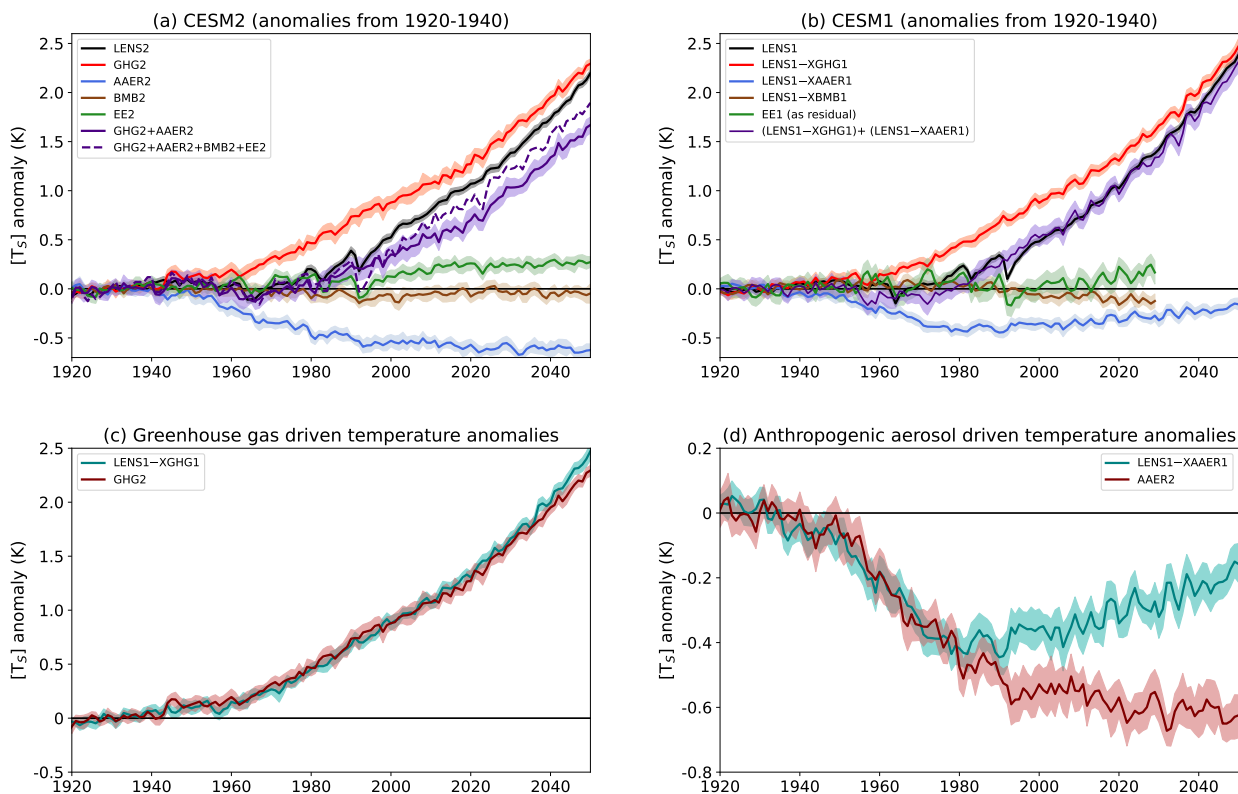 (a) CESM2 (anomalies from 1920-1940)
[T_S] anomaly (K)
2.5
2.0
1.5
1.0
0.5
0.0
-0.5
LENS2
GHG2
AAER2
BMB2
EE2
GHG2+AAER2
GHG2+AAER2+BMB2+EE2
1920 1940 1960 1980 2000 2020 2040
(b) CESM1 (anomalies from 1920-1940)
[T_S] anomaly (K)
2.5
2.0
1.5
1.0
0.5
0.0
-0.5
LENS1
LENS1−XGHG1
LENS1−XAAER1
LENS1−XBMB1
EE1 (as residual)
(LENS1−XGHG1)+ (LENS1−XAAER1)
1920 1940 1960 1980 2000 2020 2040
(c) Greenhouse gas driven temperature anomalies
[T_S] anomaly (K)
2.5
2.0
1.5
1.0
0.5
0
-0.5
LENS1−XGHG1
GHG2
1920 1940 1960 1980 2000 2020 2040
(d) Anthropogenic aerosol driven temperature anomalies
[T_S] anomaly (K)
0.2
0
-0.2
-0.4
-0.6
-0.8
LENS1−XAAER1
AAER2
1920 1940 1960 1980 2000 2020 2040